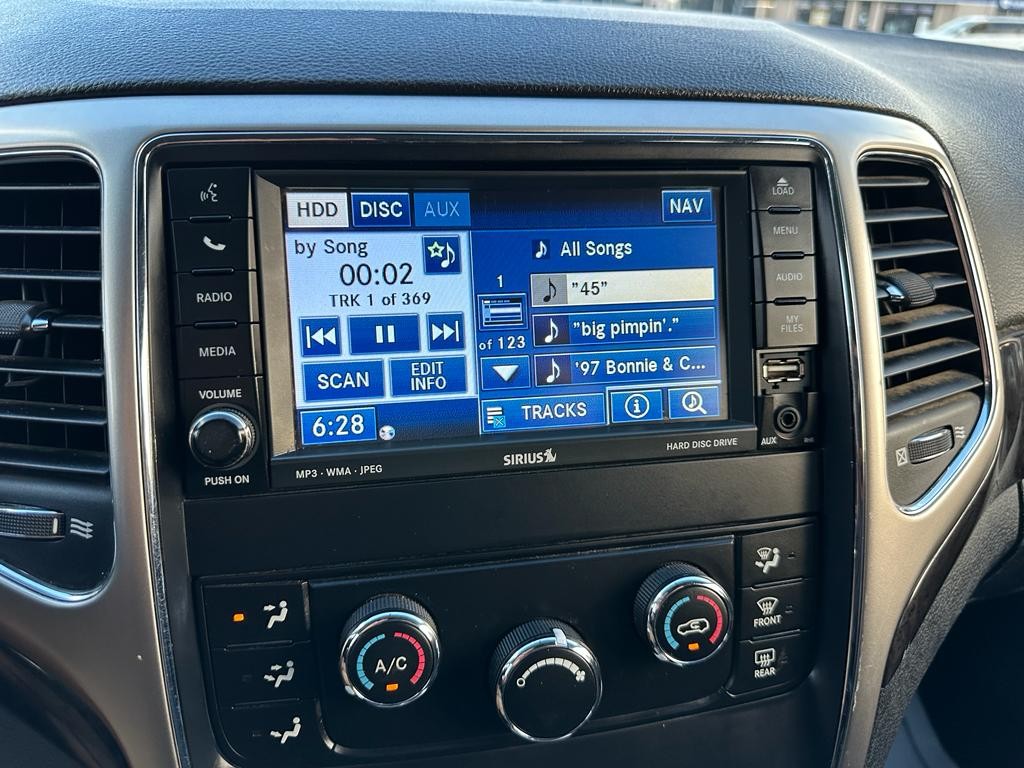 HDD DISC AUX NAV
by Song
00:02
TRK 1 of 369
SCAN
EDIT
INFO
6:28
All Songs
1
of 123
"45"
"big pimpin'."
'97 Bonnie & C...
TRACKS
RADIO
MEDIA
VOLUME
PUSH ON
LOAD
MENU
AUDIO
MY
FILES
AUX
MP3 · WMA · JPEG
SIRIUS
HARD DISC DRIVE
A/C
FRONT
REAR